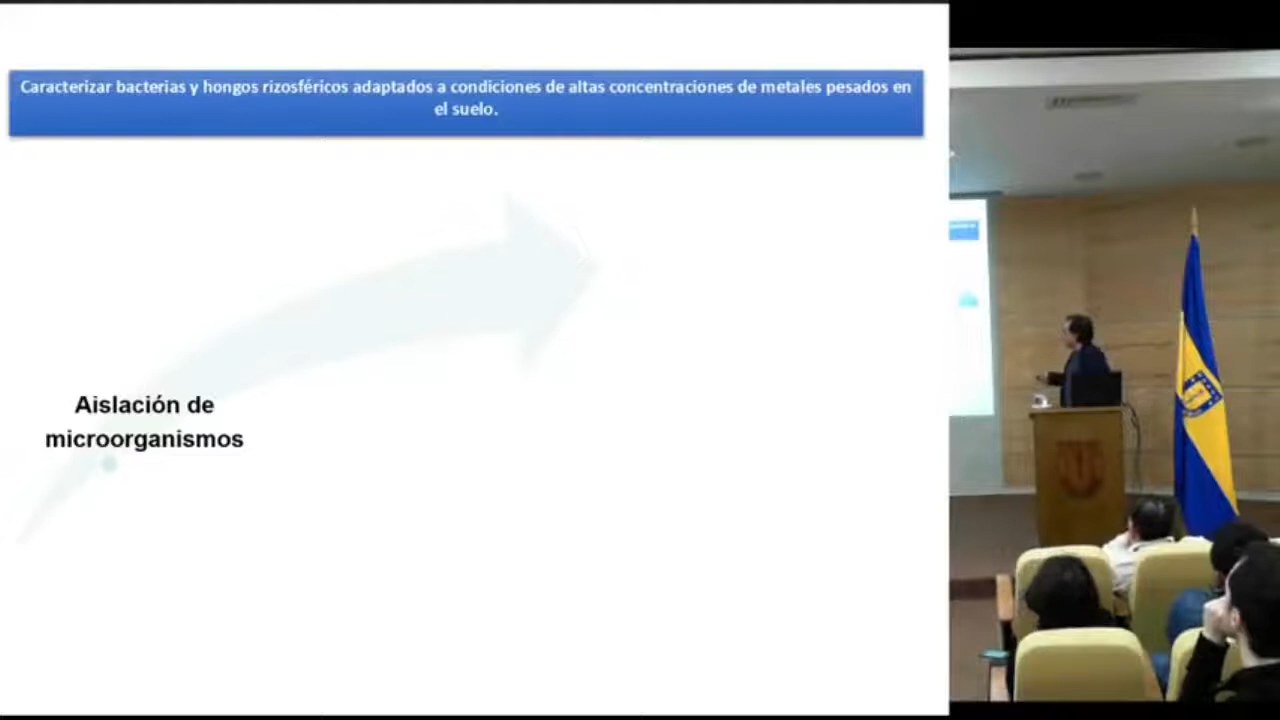 Caracterizar bacterias y hongos rizosféricos adaptados a condiciones de altas concentraciones de metales pesados en
el suelo.
Aislación de
microorganismos